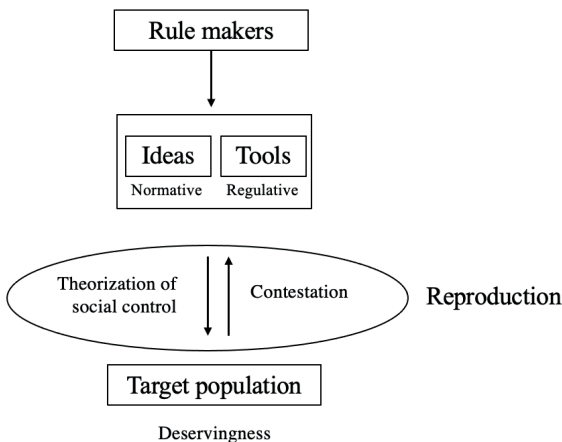 Rule makers
Ideas Tools
Normative Regulative
Theorization of
social control
Contestation
Reproduction
Target population
Deservingness